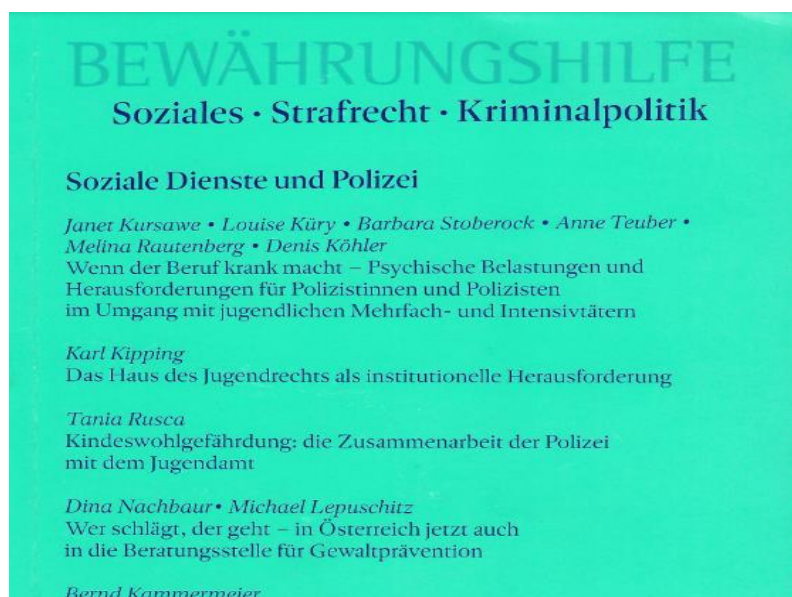 BEWÄHRUNGSHILFE
Soziales · Strafrecht · Kriminalpolitik
Soziale Dienste und Polizei
Janet Kursawe • Louise Küry • Barbara Stoberock • Anne Teuber •
Melina Rautenberg • Denis Köhler
Wenn der Beruf krank macht – Psychische Belastungen und
Herausforderungen für Polizistinnen und Polizisten
im Umgang mit jugendlichen Mehrfach- und Intensivtätern
Karl Kipping
Das Haus des Jugendrechts als institutionelle Herausforderung
Tania Rusca
Kindeswohlgefährdung: die Zusammenarbeit der Polizei
mit dem Jugendamt
Dina Nachbaur• Michael Lepuschitz
Wer schlägt, der geht – in Österreich jetzt auch
in die Beratungsstelle für Gewaltprävention
Bernd Kammermeier